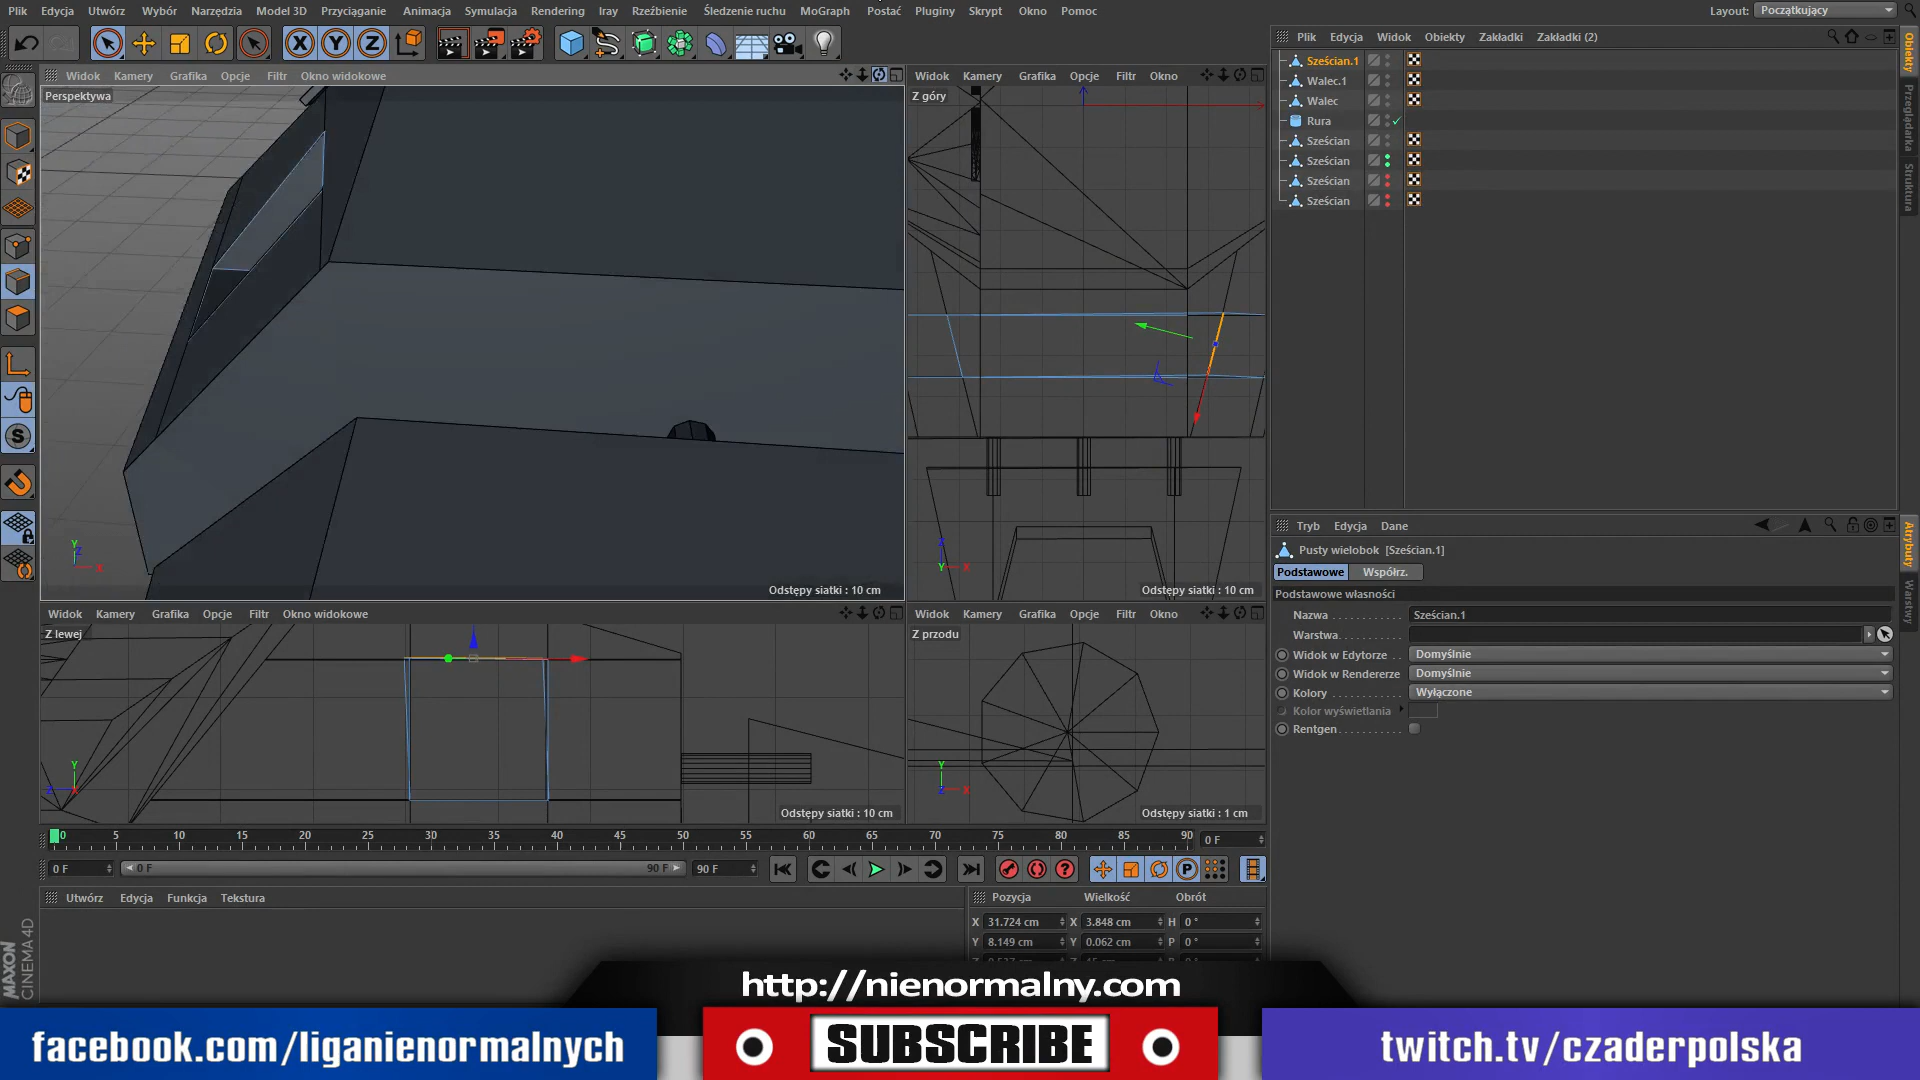 Plik Edycja Utwórz Wybór Narzędzia Model 3D Przyciąganie Animacja Symulacja Rendering Iray Rzeźbienie Śledzenie ruchu MoGraph Postać Pluginy Skrypt Okno Pomoc Layout: Początkujący
X Y Z
Plik Edycja Widok Obiekty Zakładki Zakładki (2)
Widok Kamery Grafika Opcje Filtr Okno widokowe
Widok Kamery Grafika Opcje Filtr Okno
Perspektywa
Z góry
Sześcian.1
Walec.1
Walec
Rura
Sześcian
Sześcian
Sześcian
Sześcian
Obiekty
Przeglądarka
Struktura
Tryb Edycja Dane
Pusty wielobok [Sześcian.1]
Podstawowe Współrz.
Podstawowe własności
Nazwa Sześcian.1
Warstwa
Widok w Edytorze Domyślnie
Widok w Rendererze Domyślnie
Kolory Wyłączone
Kolor wyświetlania
Rentgen
Atrybuty
Warstwy
Y Z X
Odstępy siatki : 10 cm
Z Y X
Odstępy siatki : 10 cm
Widok Kamery Grafika Opcje Filtr Okno widokowe
Widok Kamery Grafika Opcje Filtr Okno
Z lewej
Z przodu
Y Z X
Odstępy siatki : 10 cm
Y Z X
Odstępy siatki : 1 cm
0 5 10 15 20 25 30 35 40 45 50 55 60 65 70 75 80 85 90 0 F
0 F 0 F 90 F 90 F
Utwórz Edycja Funkcja Tekstura
Pozycja Wielkość Obrót
X 31.724 cm X 3.848 cm H 0 °
Y 8.149 cm Y 0.062 cm P 0 °
MAXON
CINEMA 4D
http://nienormalny.com
facebook.com/liganienormalnych
SUBSCRIBE
twitch.tv/czaderpolska